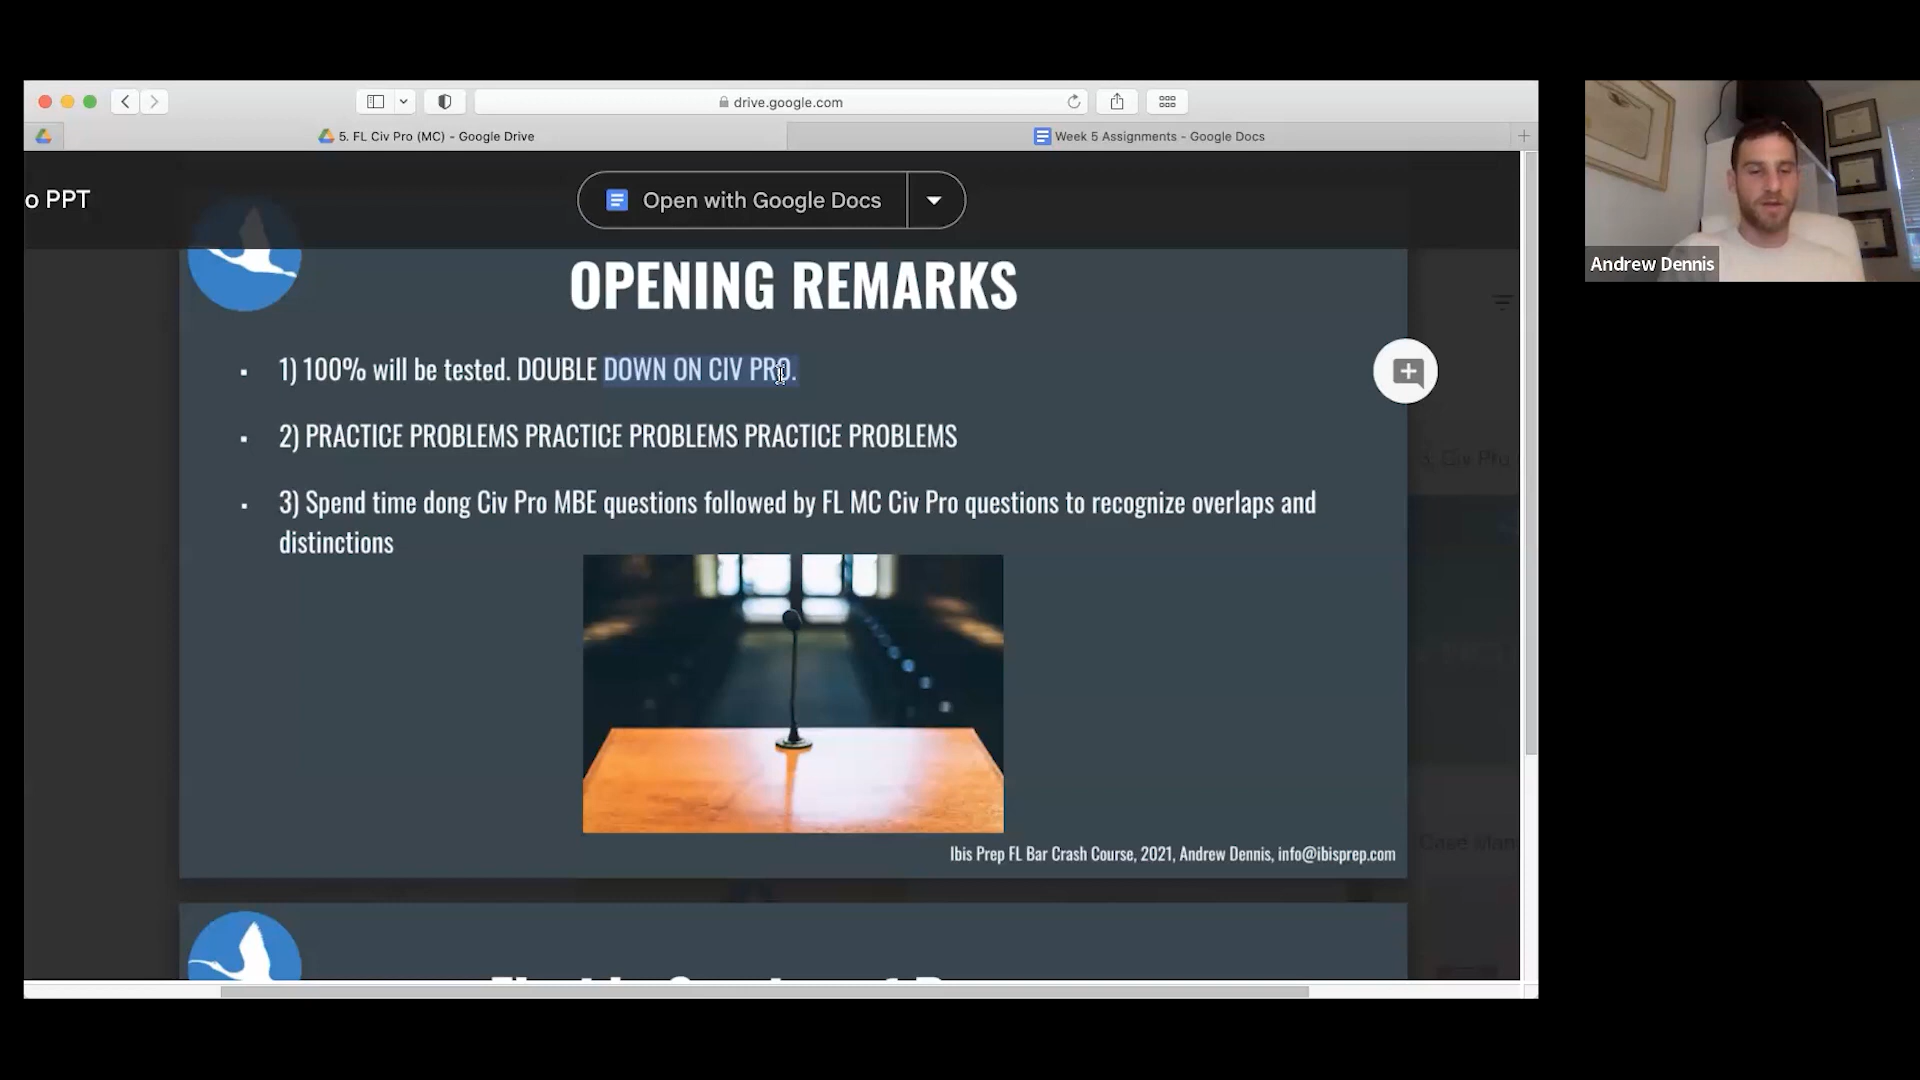 drive.google.com
5. FL Civ Pro (MC) - Google Drive
Week 5 Assignments - Google Docs
o PPT
Open with Google Docs
Andrew Dennis
OPENING REMARKS
▪ 1) 100% will be tested. DOUBLE DOWN ON CIV PRO.
▪ 2) PRACTICE PROBLEMS PRACTICE PROBLEMS PRACTICE PROBLEMS
▪ 3) Spend time dong Civ Pro MBE questions followed by FL MC Civ Pro questions to recognize overlaps and
distinctions
Civ Pro
Ibis Prep FL Bar Crash Course, 2021, Andrew Dennis, info@ibisprep.com